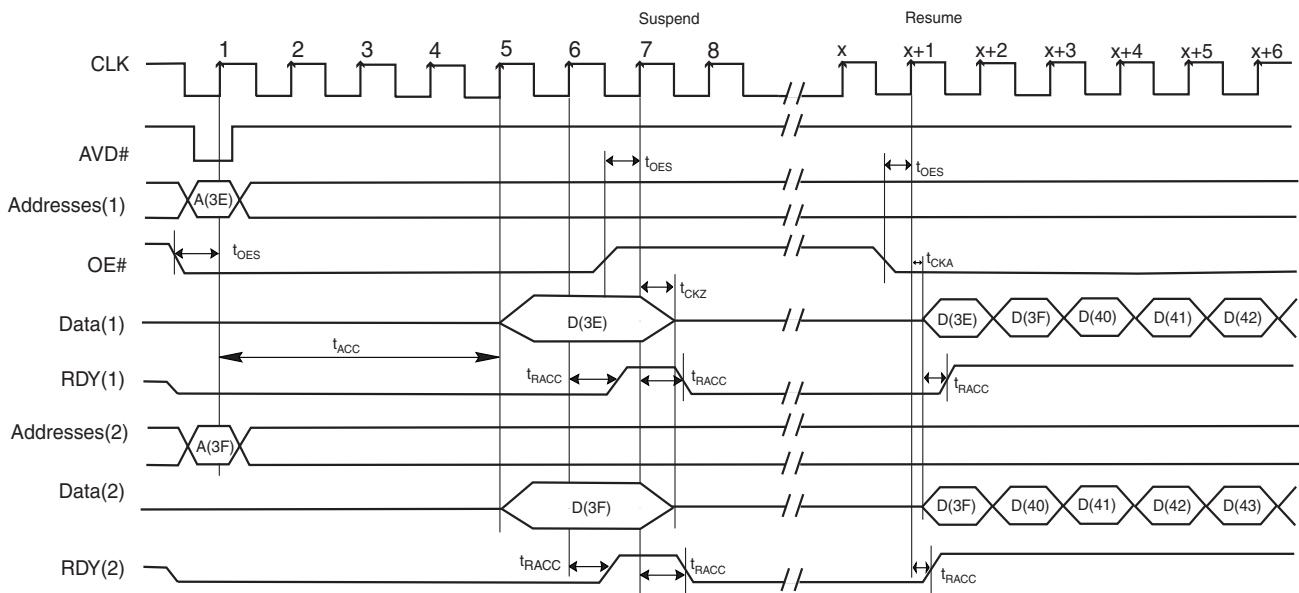 Suspend Resume
1 2 3 4 5 6 7 8 x x+1 x+2 x+3 x+4 x+5 x+6
CLK
AVD#
tOES tOES
Addresses(1) A(3E)
OE# tOES tCKA
tCKZ
Data(1) D(3E) D(3E) D(3F) D(40) D(41) D(42)
tACC
RDY(1) tRACC tRACC tRACC
Addresses(2) A(3F)
Data(2) D(3F) D(3F) D(40) D(41) D(42) D(43)
RDY(2) tRACC tRACC tRACC